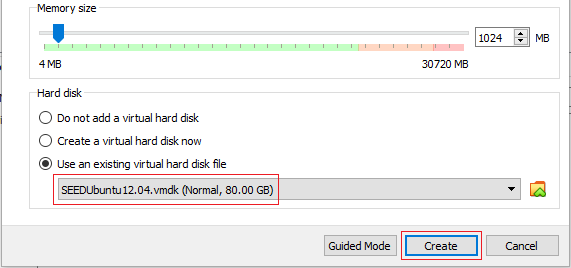 Memory size
1024 MB
4 MB 30720 MB
Hard disk
Do not add a virtual hard disk
Create a virtual hard disk now
Use an existing virtual hard disk file
SEEDUbuntu12.04.vmdk (Normal, 80.00 GB)
Guided Mode Create Cancel